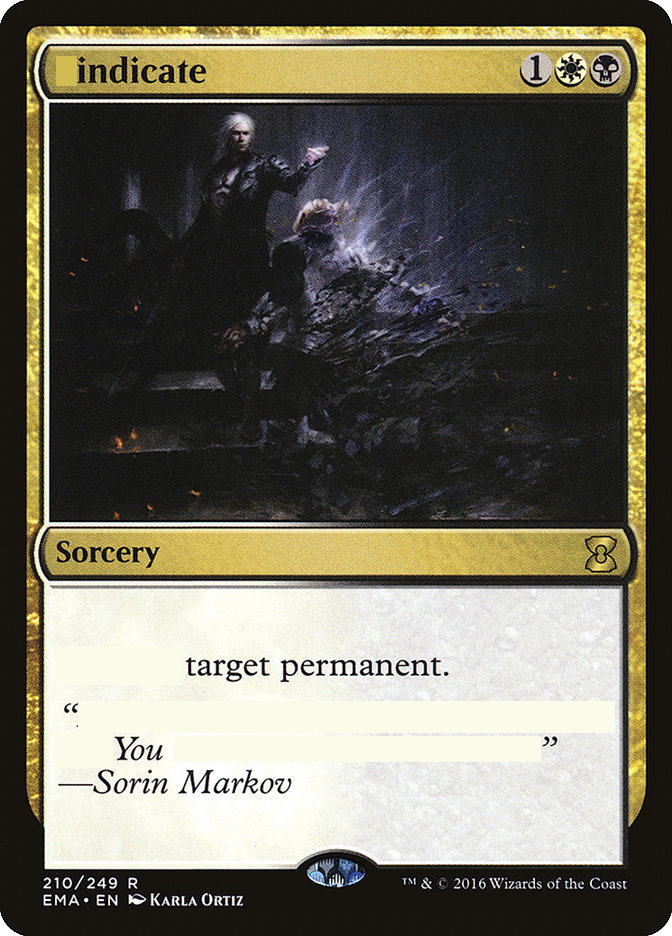 indicate 1
Sorcery
target permanent.
“
You ”
—Sorin Markov
210/249 R
EMA • EN KARLA ORTIZ
™ & © 2016 Wizards of the Coast